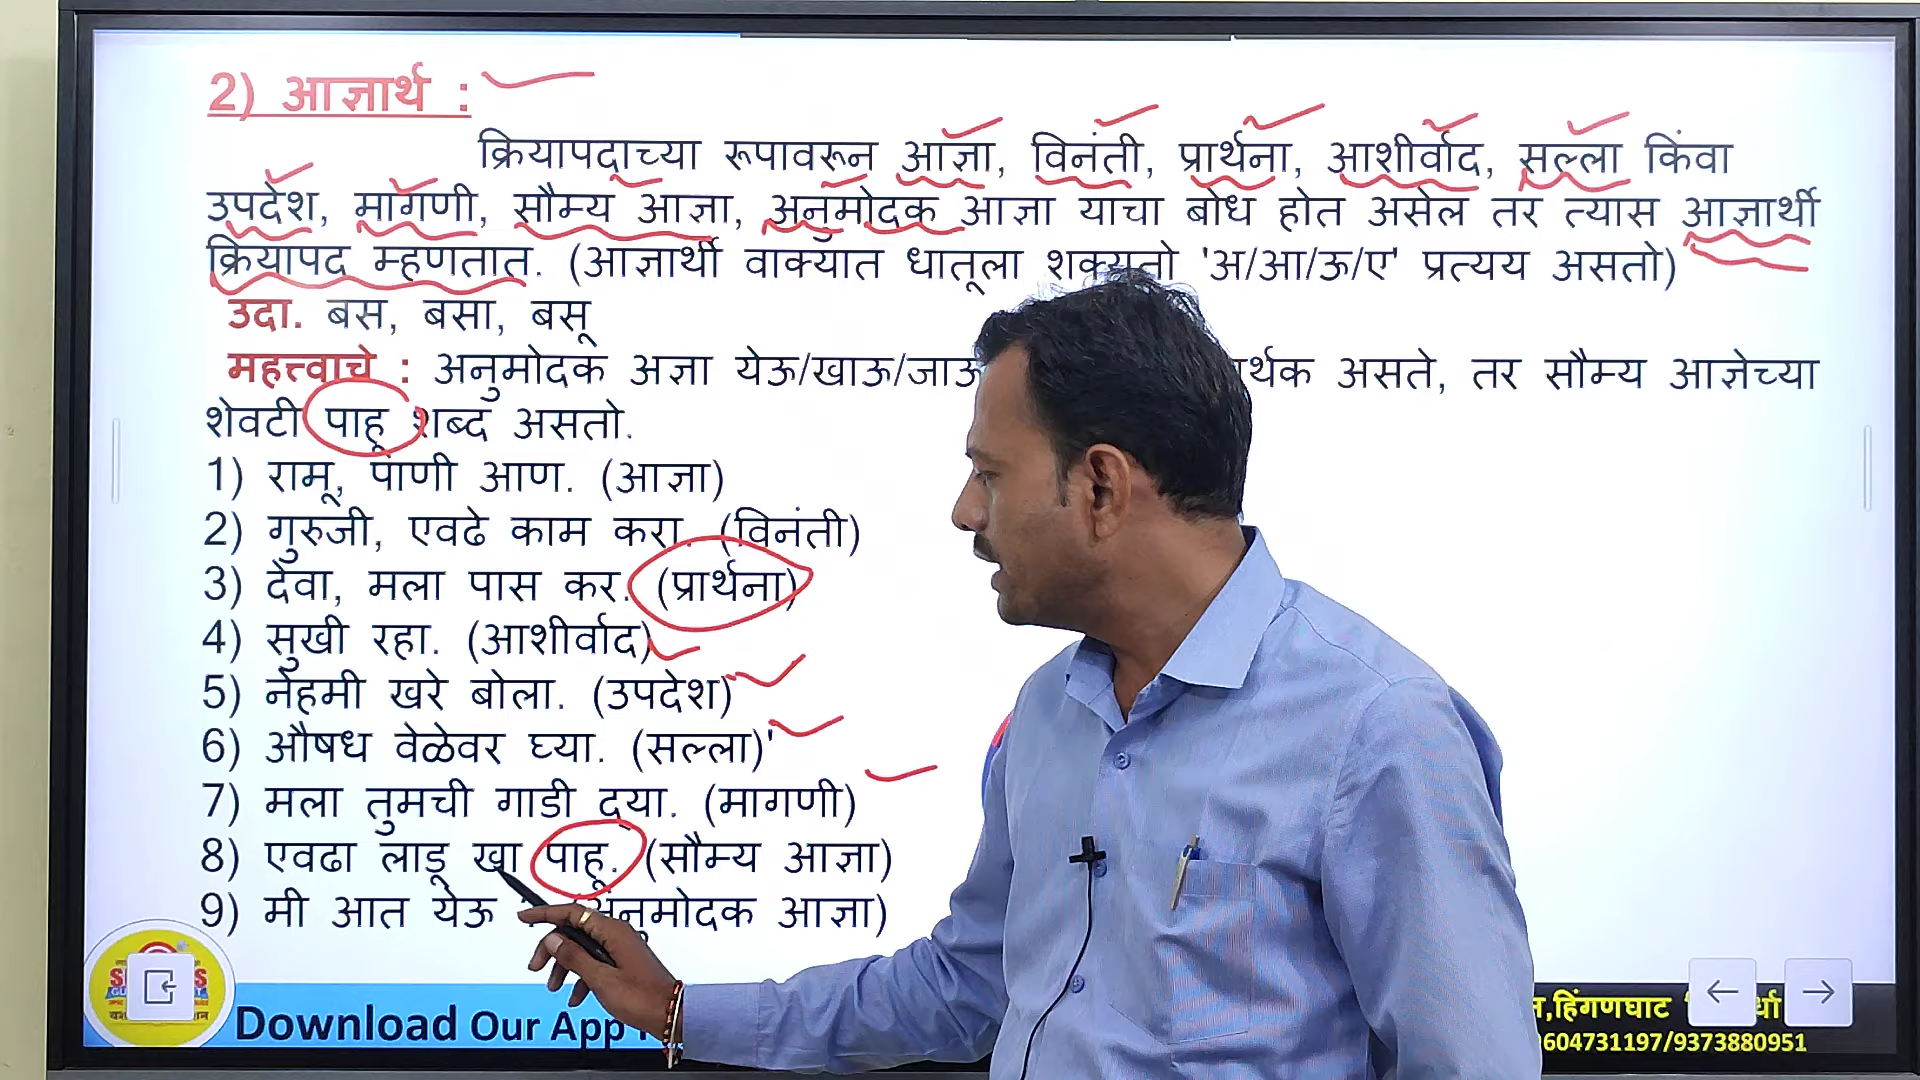 2) आज्ञार्थ :
क्रियापदाच्या रूपावरून आज्ञा, विनंती, प्रार्थना, आशीर्वाद, सल्ला किंवा
उपदेश, मागणी, सौम्य आज्ञा, अनुमोदक आज्ञा याचा बोध होत असेल तर त्यास आज्ञार्थी
क्रियापद म्हणतात. (आज्ञार्थी वाक्यात धातूला शक्यतो 'अ/आ/ऊ/ए' प्रत्यय असतो)
उदा. बस, बसा, बसू
महत्त्वाचे : अनुमोदक अज्ञा येऊ/खाऊ/जाऊ र्थक असते, तर सौम्य आज्ञेच्या
शेवटी पाहू शब्द असतो.
1) रामू, पाणी आण. (आज्ञा)
2) गुरुजी, एवढे काम करा. (विनंती)
3) देवा, मला पास कर. (प्रार्थना)
4) सुखी रहा. (आशीर्वाद)
5) नेहमी खरे बोला. (उपदेश)
6) औषध वेळेवर घ्या. (सल्ला)'
7) मला तुमची गाडी द्या. (मागणी)
8) एवढा लाडू खा पाहू. (सौम्य आज्ञा)
9) मी आत येऊ अनुमोदक आज्ञा)
Download Our App
,हिंगणघाट
604731197/9373880951